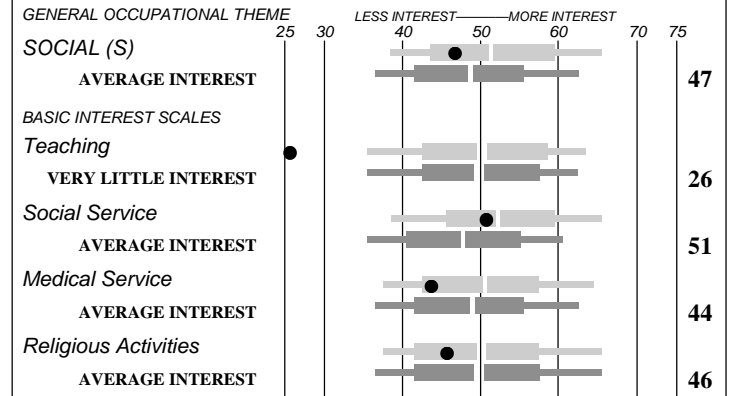 GENERAL OCCUPATIONAL THEME LESS INTEREST MORE INTEREST
25 30 40 50 60 70 75
SOCIAL (S)
AVERAGE INTEREST 47
BASIC INTEREST SCALES
Teaching
VERY LITTLE INTEREST 26
Social Service
AVERAGE INTEREST 51
Medical Service
AVERAGE INTEREST 44
Religious Activities
AVERAGE INTEREST 46